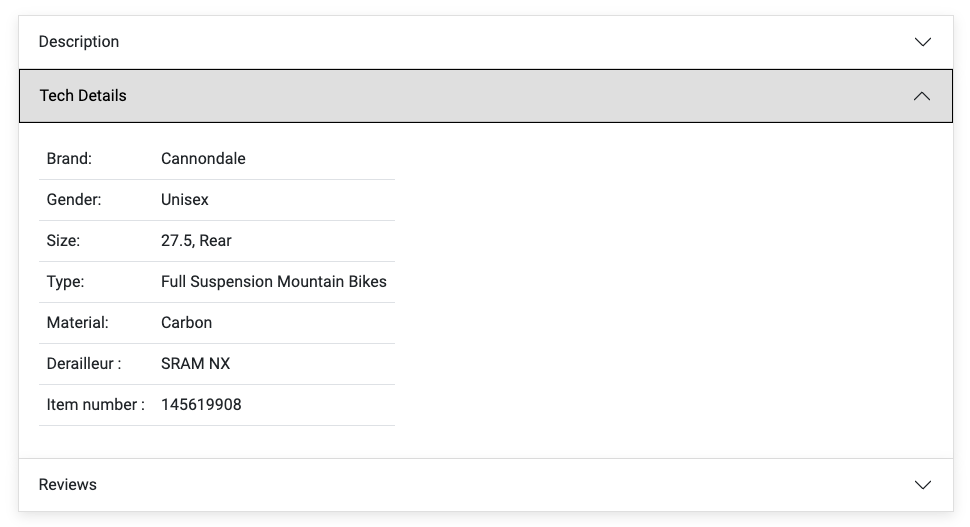 Description
Tech Details
Brand: Cannondale
Gender: Unisex
Size: 27.5, Rear
Type: Full Suspension Mountain Bikes
Material: Carbon
Derailleur : SRAM NX
Item number : 145619908
Reviews